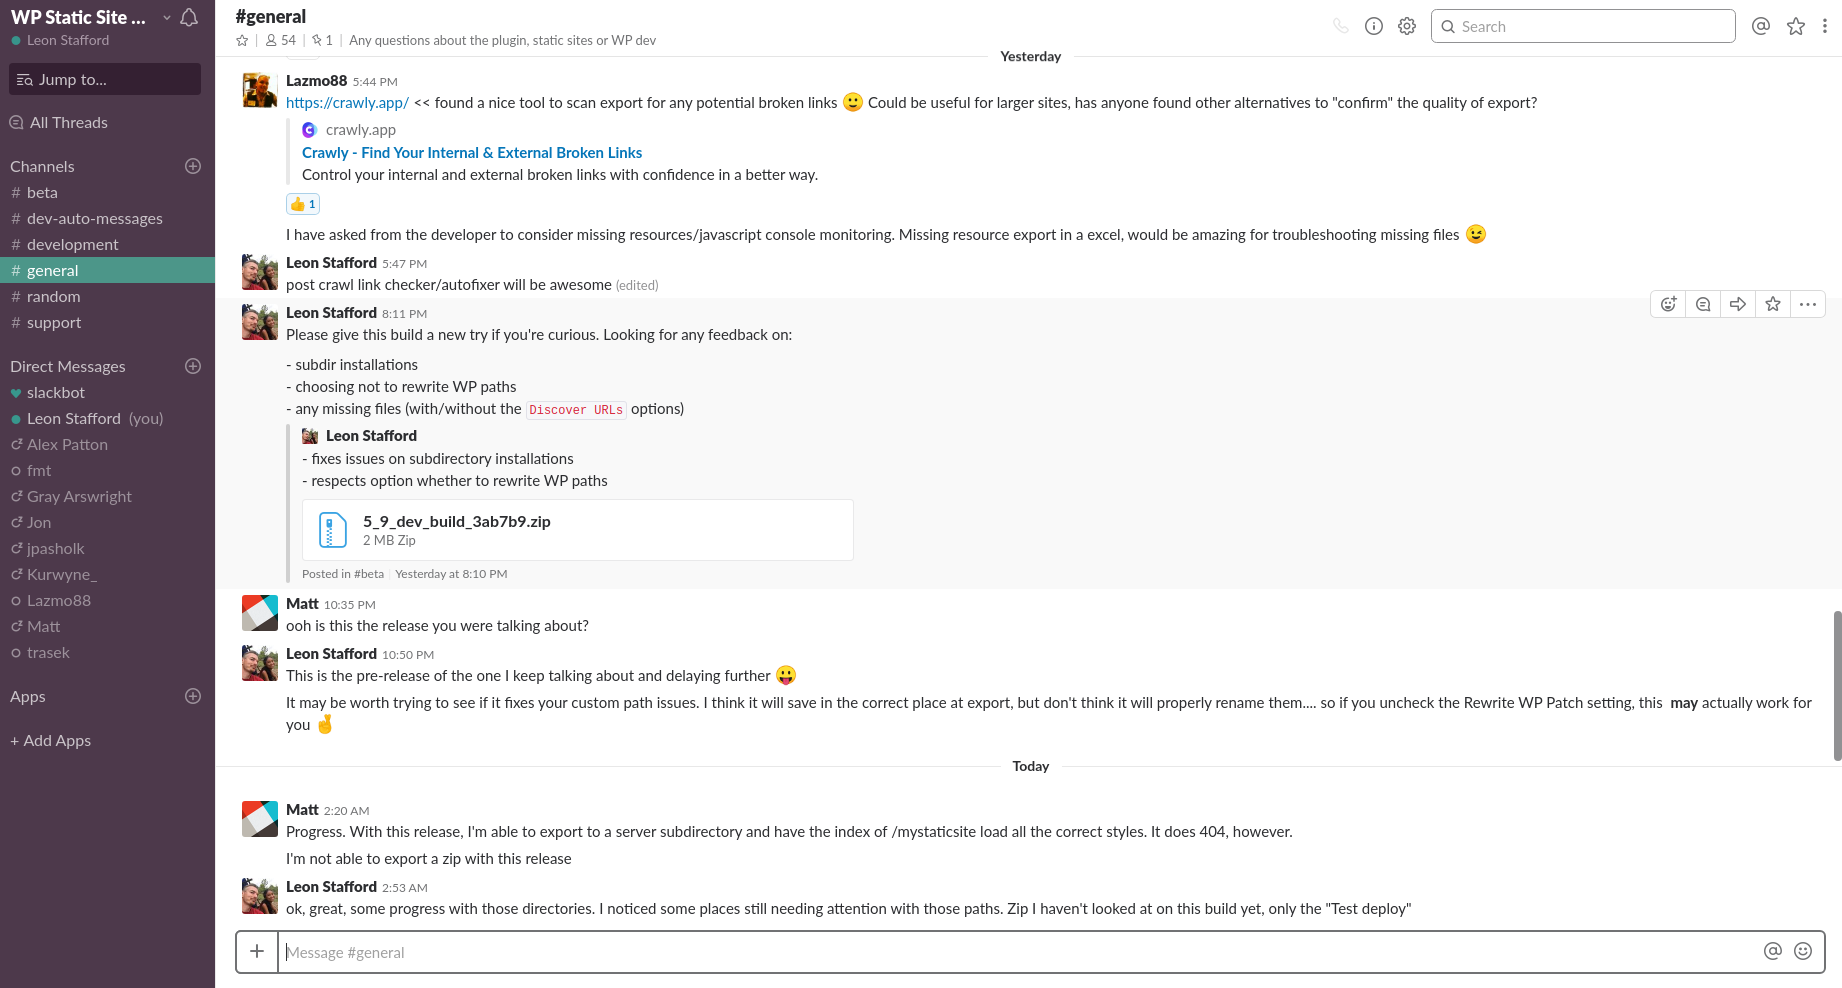 WP Static Site ...
Leon Stafford
Jump to...
All Threads
Channels
# beta
# dev-auto-messages
# development
# general
# random
# support
Direct Messages
slackbot
Leon Stafford (you)
Alex Patton
fmt
Gray Arswright
Jon
jpasholk
Kurwyne_
Lazmo88
Matt
trasek
Apps
+ Add Apps
#general
54 | 1 | Any questions about the plugin, static sites or WP dev
Search
Yesterday
Lazmo88 5:44 PM
https://crawly.app/ << found a nice tool to scan export for any potential broken links 🙂 Could be useful for larger sites, has anyone found other alternatives to "confirm" the quality of export?
crawly.app
Crawly - Find Your Internal & External Broken Links
Control your internal and external broken links with confidence in a better way.
👍 1
I have asked from the developer to consider missing resources/javascript console monitoring. Missing resource export in a excel, would be amazing for troubleshooting missing files 😉
Leon Stafford 5:47 PM
post crawl link checker/autofixer will be awesome (edited)
Leon Stafford 8:11 PM
Please give this build a new try if you're curious. Looking for any feedback on:
- subdir installations
- choosing not to rewrite WP paths
- any missing files (with/without the Discover URLs options)
Leon Stafford
- fixes issues on subdirectory installations
- respects option whether to rewrite WP paths
5_9_dev_build_3ab7b9.zip
2 MB Zip
Posted in #beta | Yesterday at 8:10 PM
Matt 10:35 PM
ooh is this the release you were talking about?
Leon Stafford 10:50 PM
This is the pre-release of the one I keep talking about and delaying further 😛
It may be worth trying to see if it fixes your custom path issues. I think it will save in the correct place at export, but don't think it will properly rename them.... so if you uncheck the Rewrite WP Patch setting, this may actually work for
you 🤞
Today
Matt 2:20 AM
Progress. With this release, I'm able to export to a server subdirectory and have the index of /mystaticsite load all the correct styles. It does 404, however.
I'm not able to export a zip with this release
Leon Stafford 2:53 AM
ok, great, some progress with those directories. I noticed some places still needing attention with those paths. Zip I haven't looked at on this build yet, only the "Test deploy"
Message #general